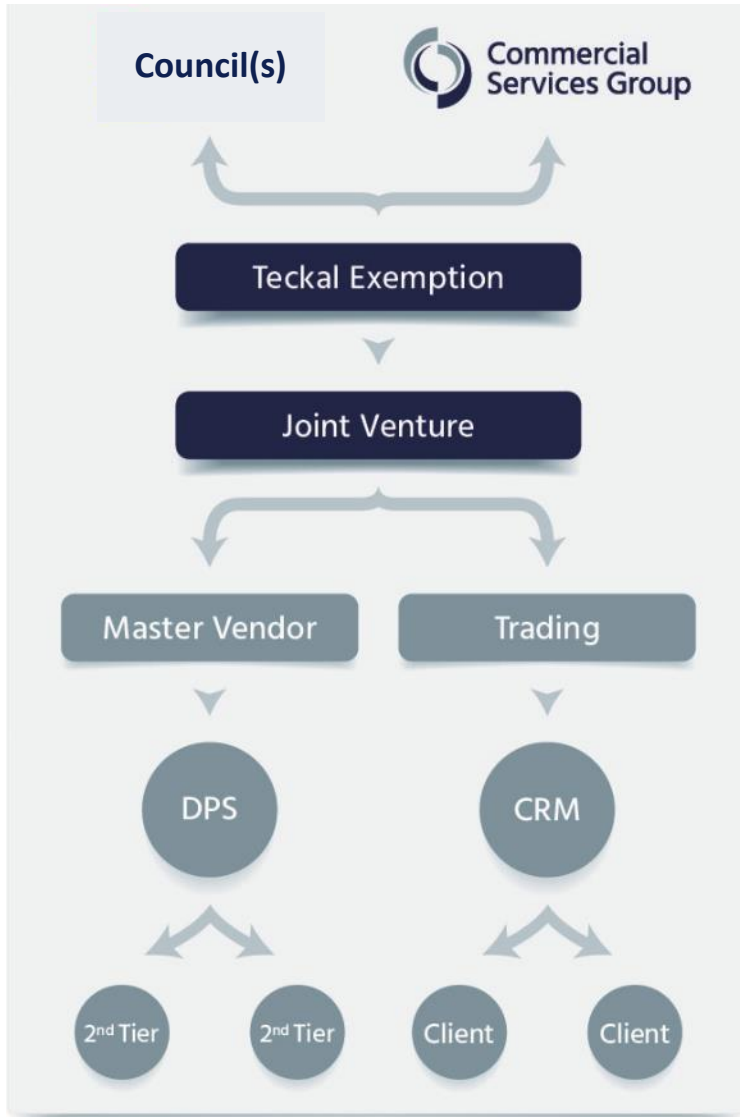 Council(s)
Commercial
Services Group
Teckal Exemption
Joint Venture
Master Vendor
Trading
DPS
CRM
2nd Tier
2nd Tier
Client
Client